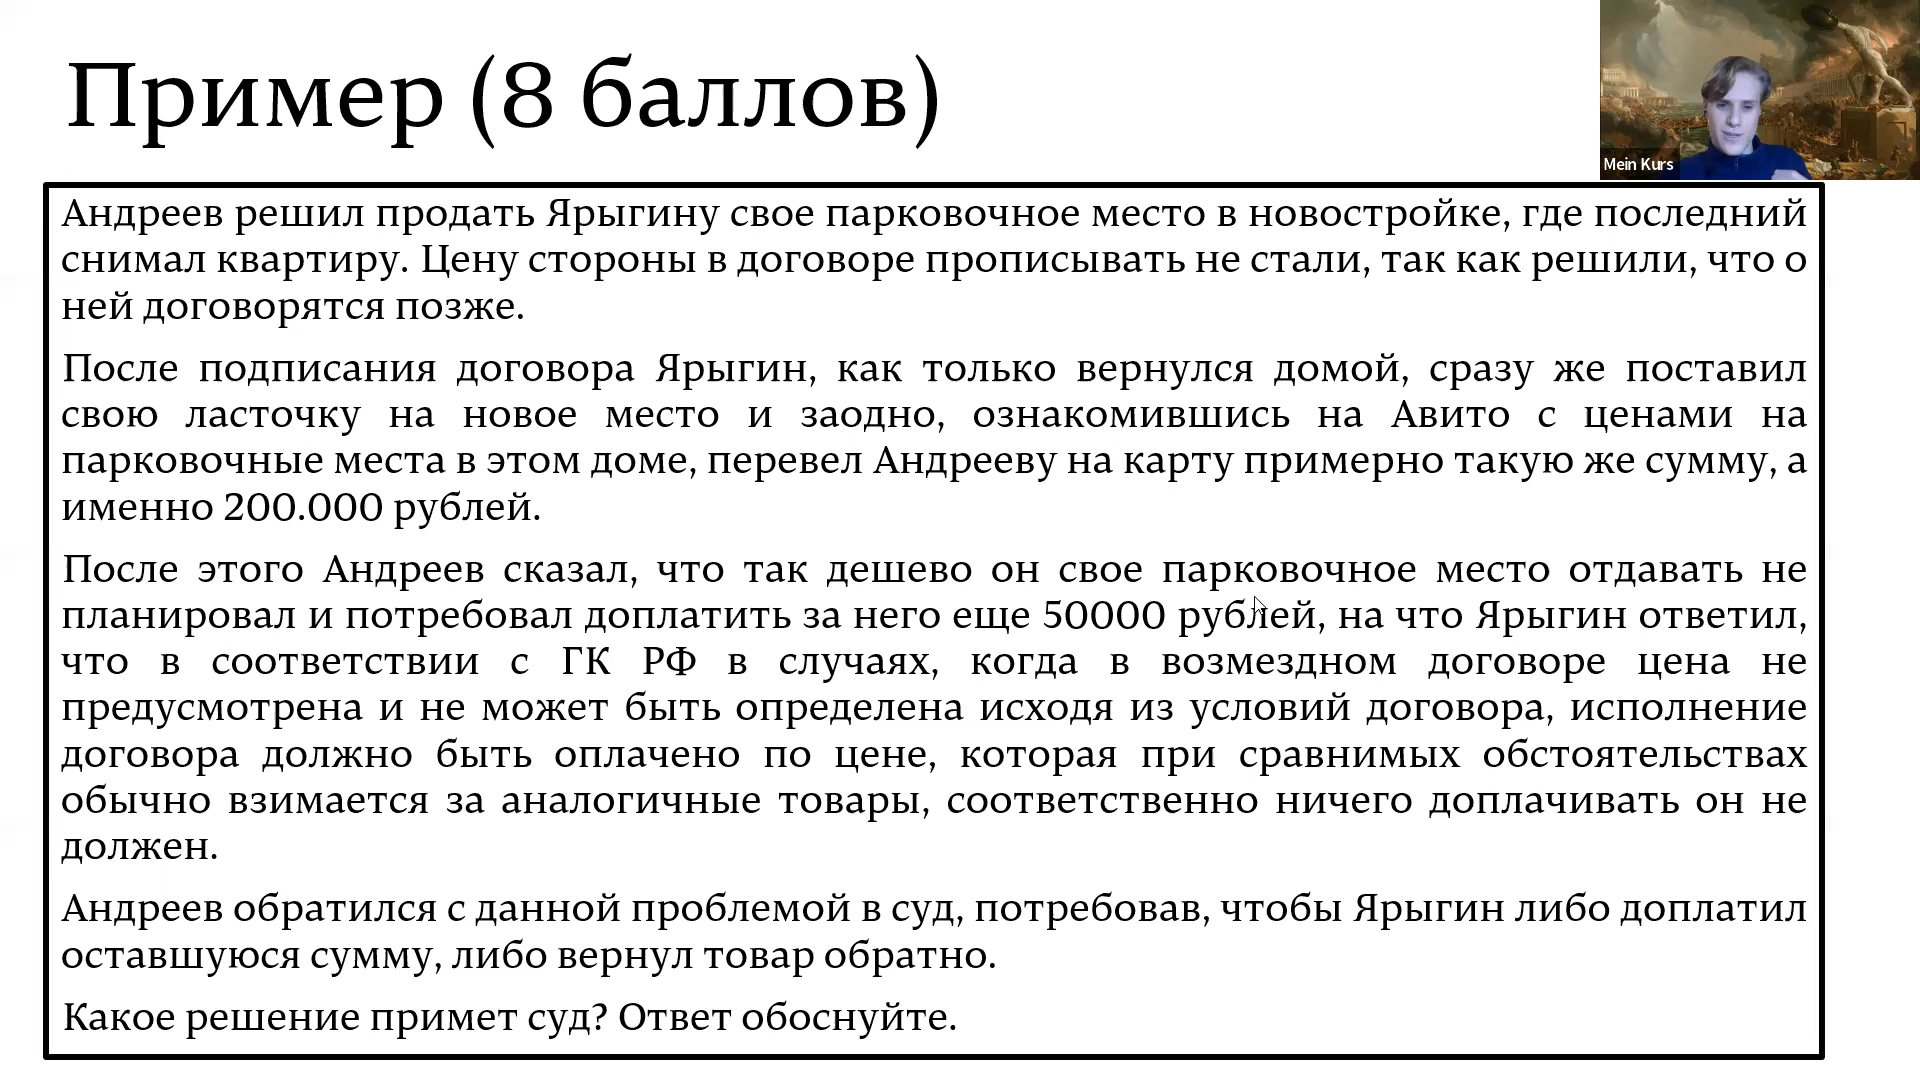 Пример (8 баллов)
Mein Kurs
Андреев решил продать Ярыгину свое парковочное место в новостройке, где последний
снимал квартиру. Цену стороны в договоре прописывать не стали, так как решили, что о
ней договорятся позже.
После подписания договора Ярыгин, как только вернулся домой, сразу же поставил
свою ласточку на новое место и заодно, ознакомившись на Авито с ценами на
парковочные места в этом доме, перевел Андрееву на карту примерно такую же сумму, а
именно 200.000 рублей.
После этого Андреев сказал, что так дешево он свое парковочное место отдавать не
планировал и потребовал доплатить за него еще 50000 рублей, на что Ярыгин ответил,
что в соответствии с ГК РФ в случаях, когда в возмездном договоре цена не
предусмотрена и не может быть определена исходя из условий договора, исполнение
договора должно быть оплачено по цене, которая при сравнимых обстоятельствах
обычно взимается за аналогичные товары, соответственно ничего доплачивать он не
должен.
Андреев обратился с данной проблемой в суд, потребовав, чтобы Ярыгин либо доплатил
оставшуюся сумму, либо вернул товар обратно.
Какое решение примет суд? Ответ обоснуйте.